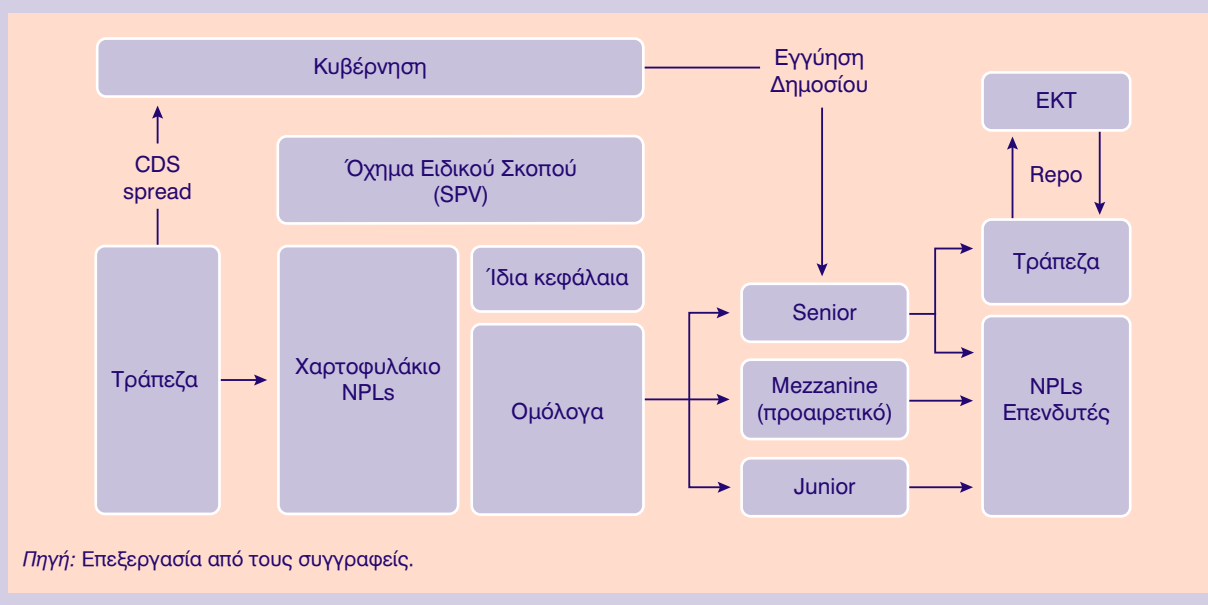 Κυβέρνηση
Εγγύηση
Δημοσίου
ΕΚΤ
CDS
spread
Όχημα Ειδικού Σκοπού
(SPV)
Repo
Τράπεζα
Χαρτοφυλάκιο
NPLs
Ίδια κεφάλαια
Ομόλογα
Senior
Mezzanine
(προαιρετικό)
Junior
Τράπεζα
NPLs
Επενδυτές
Πηγή: Επεξεργασία από τους συγγραφείς.